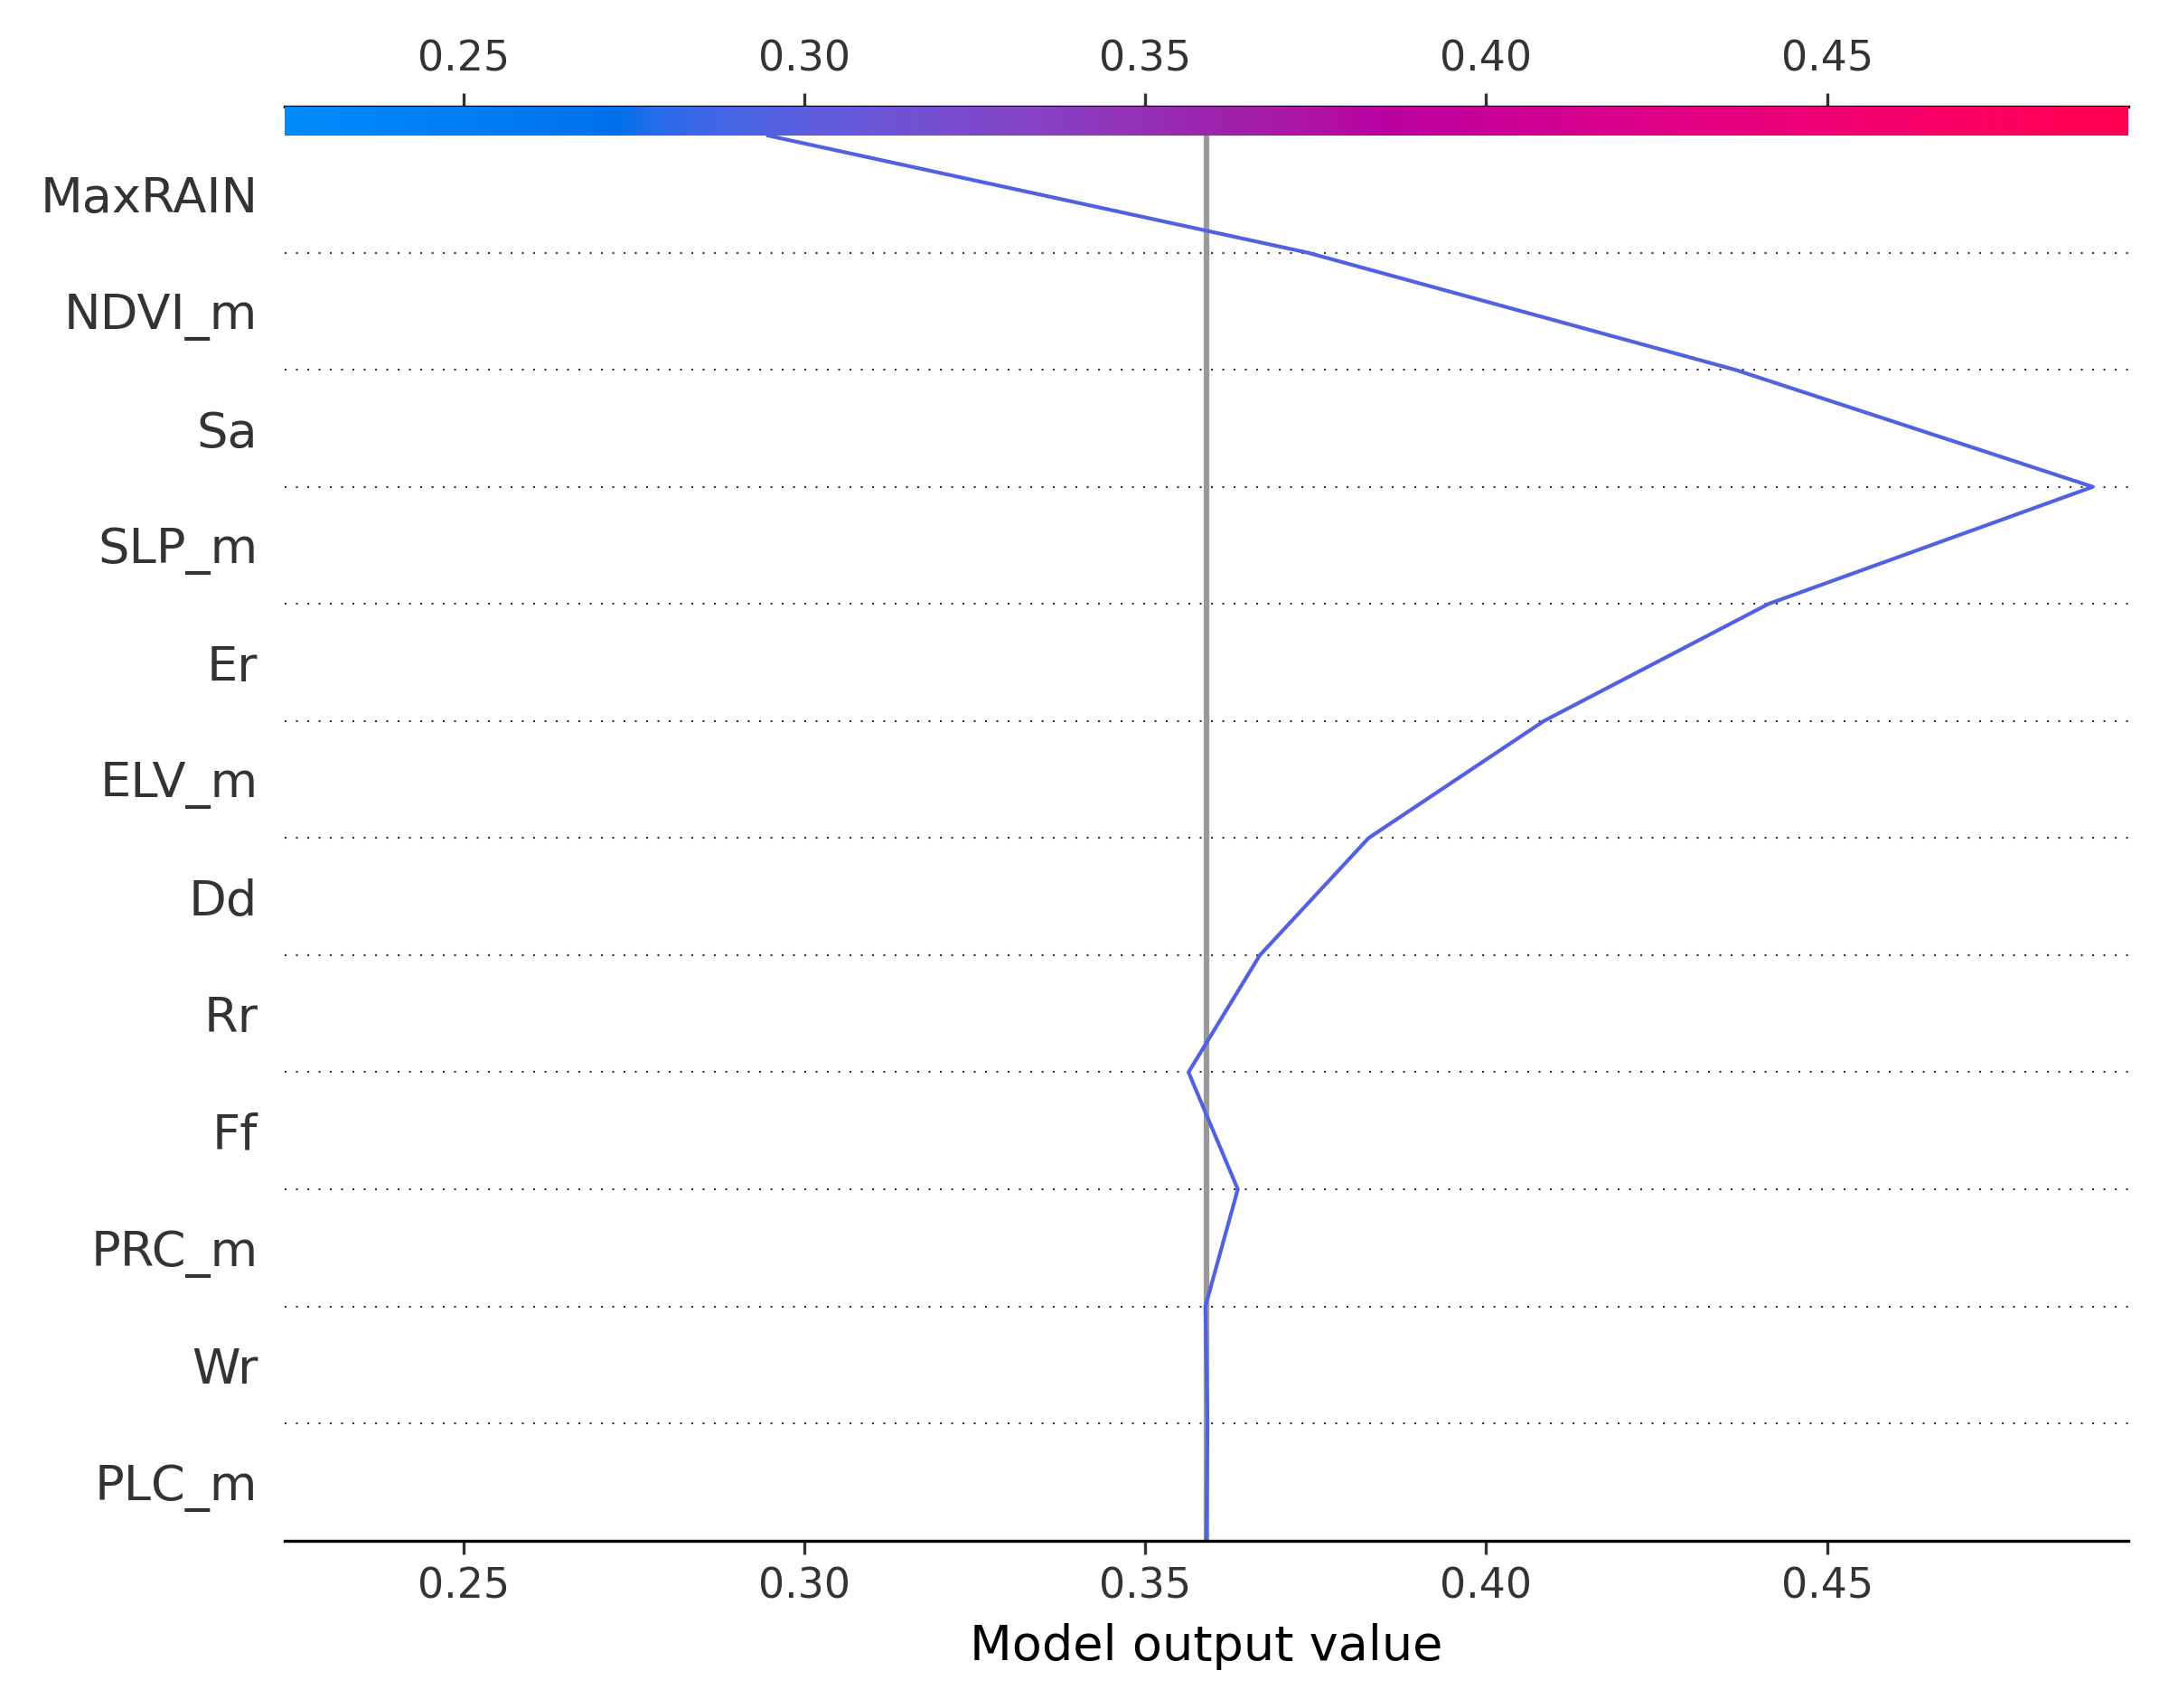 0.25 0.30 0.35 0.40 0.45
MaxRAIN
NDVI_m
Sa
SLP_m
Er
ELV_m
Dd
Rr
Ff
PRC_m
Wr
PLC_m
0.25 0.30 0.35 0.40 0.45
Model output value